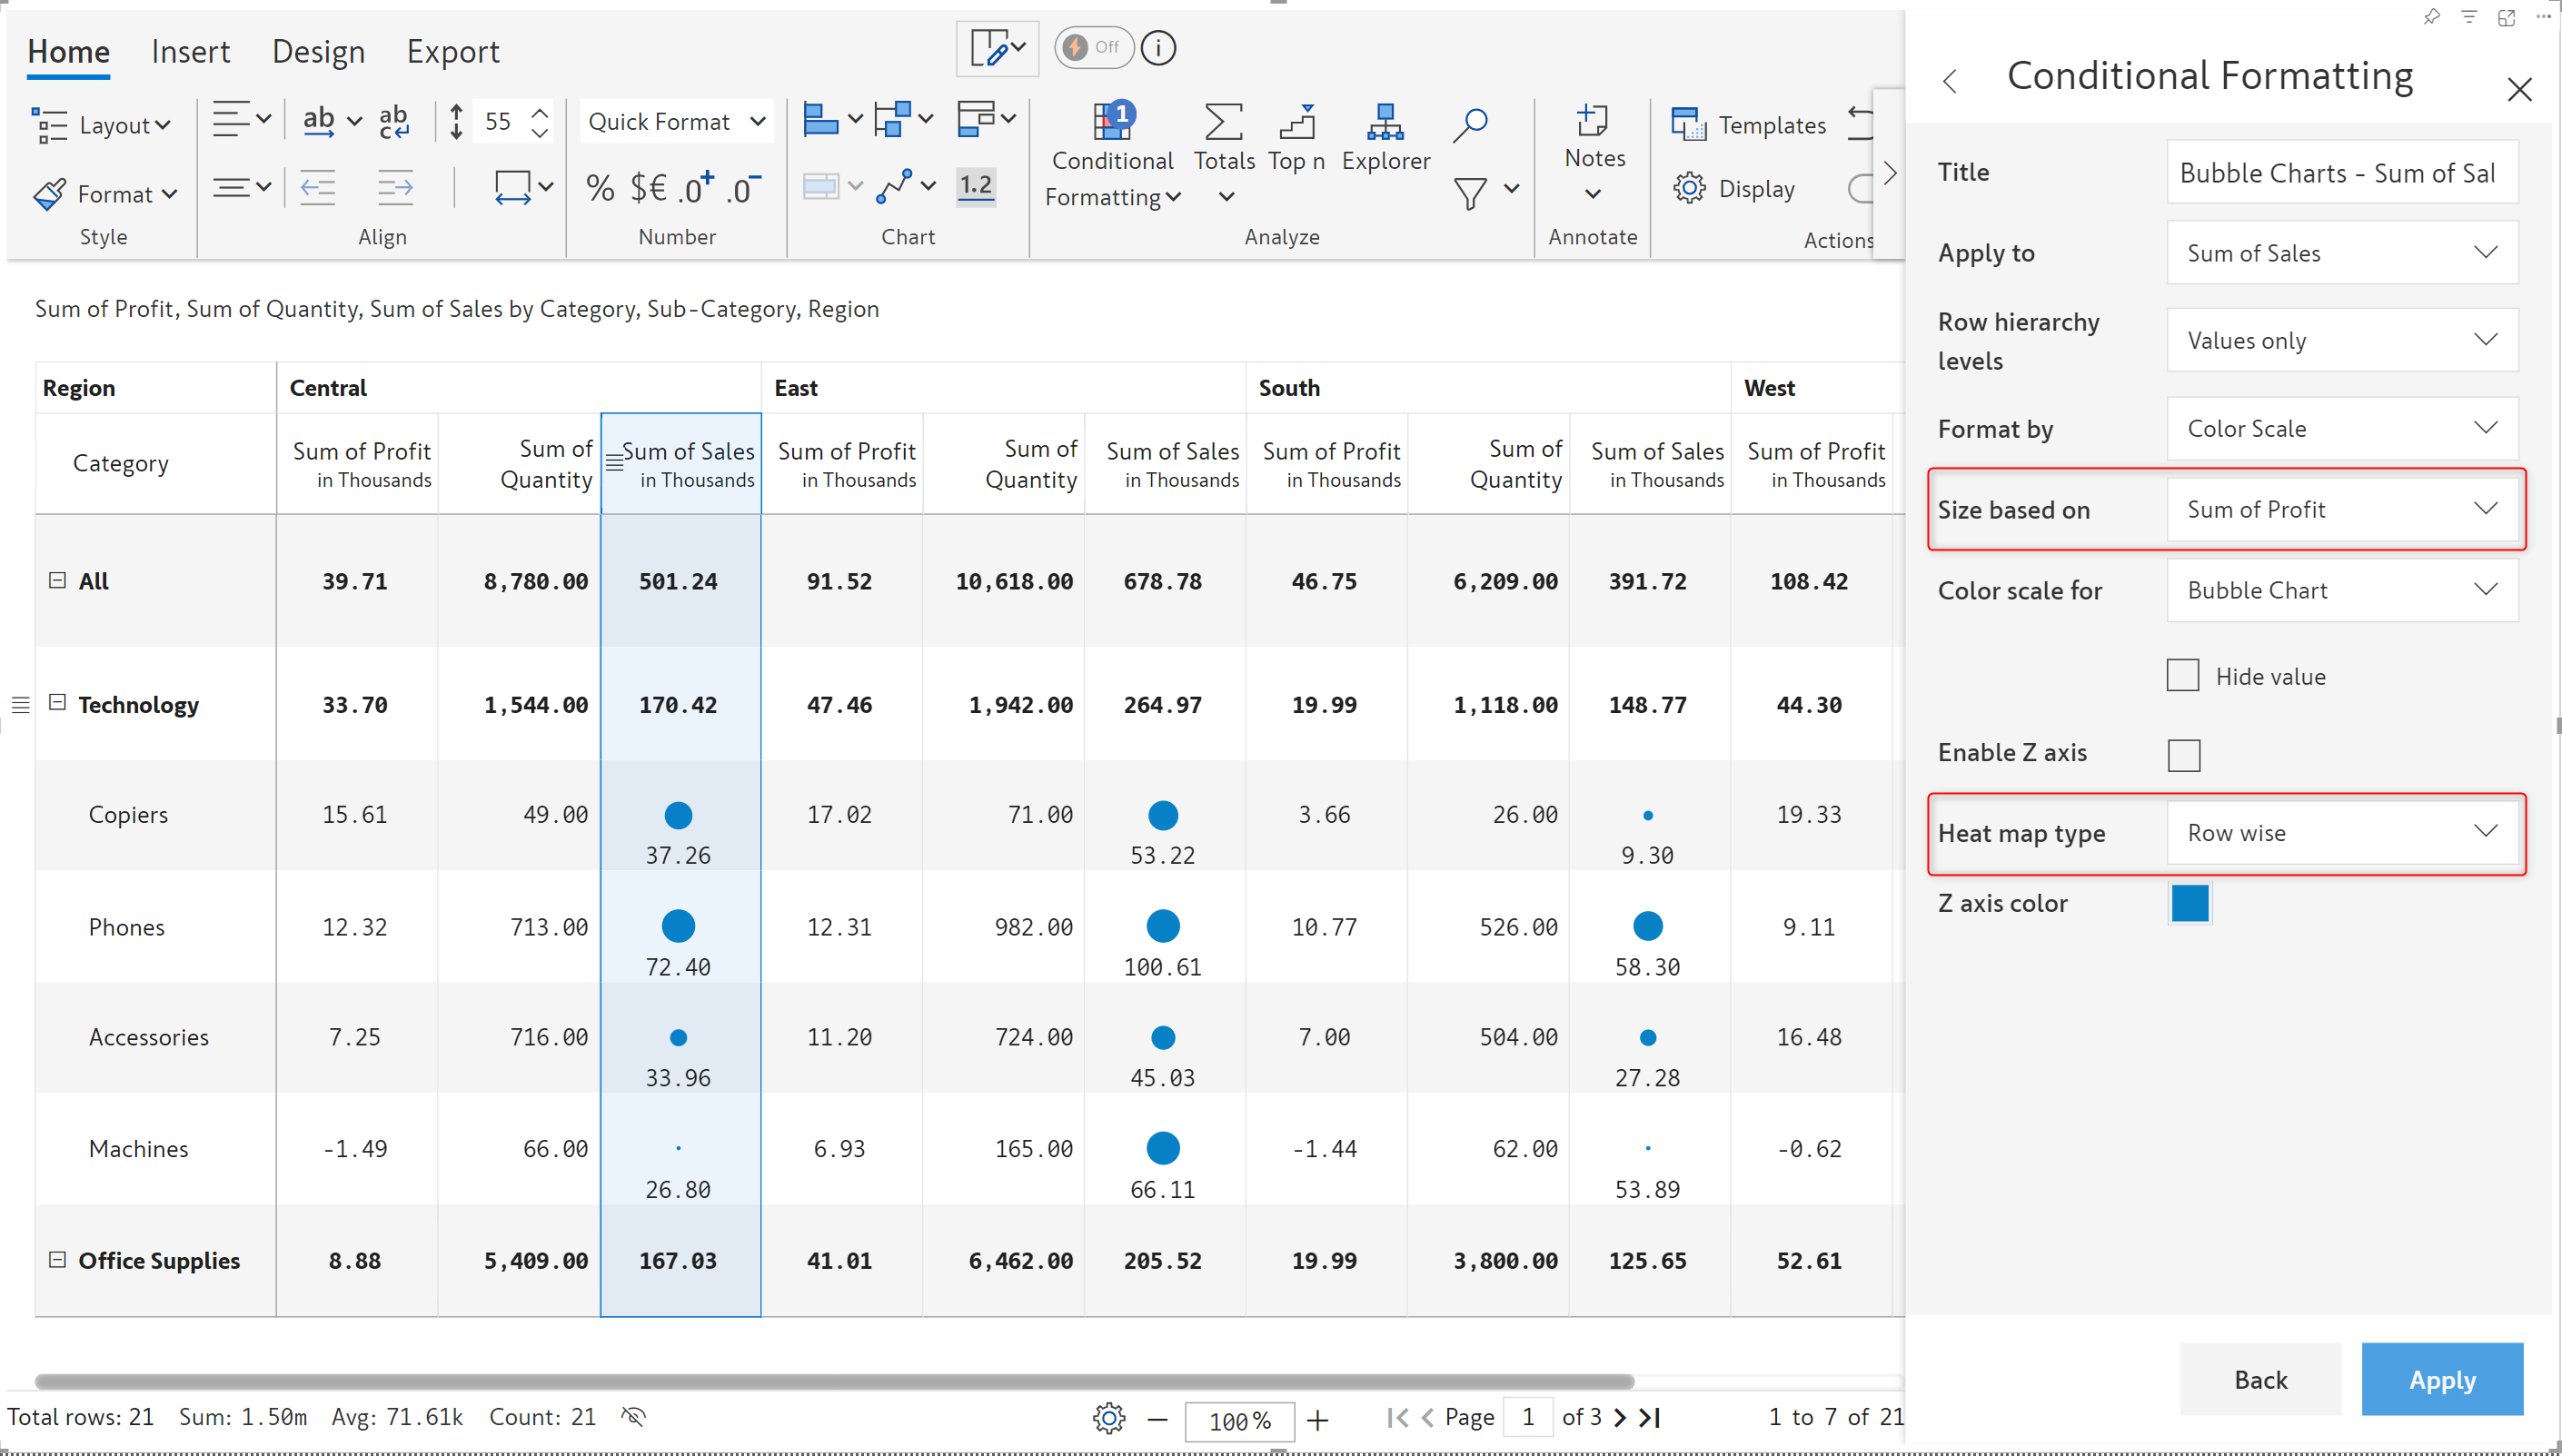 Home Insert Design Export Off
Layout ab ab c 55 Quick Format 1 Templates
Conditional Formatting Totals Top n Explorer Notes
Format % $€ .0+ .0- 1.2 Display
Style Align Number Chart Analyze Annotate Actions
Sum of Profit, Sum of Quantity, Sum of Sales by Category, Sub-Category, Region
Region Central East South West
Category Sum of Profit in Thousands Sum of Quantity Sum of Sales in Thousands Sum of Profit in Thousands Sum of Quantity Sum of Sales in Thousands Sum of Profit in Thousands Sum of Quantity Sum of Sales in Thousands Sum of Profit in Thousands
All 39.71 8,780.00 501.24 91.52 10,618.00 678.78 46.75 6,209.00 391.72 108.42
Technology 33.70 1,544.00 170.42 47.46 1,942.00 264.97 19.99 1,118.00 148.77 44.30
Copiers 15.61 49.00 37.26 17.02 71.00 53.22 3.66 26.00 9.30 19.33
Phones 12.32 713.00 72.40 12.31 982.00 100.61 10.77 526.00 58.30 9.11
Accessories 7.25 716.00 33.96 11.20 724.00 45.03 7.00 504.00 27.28 16.48
Machines -1.49 66.00 26.80 6.93 165.00 66.11 -1.44 62.00 53.89 -0.62
Office Supplies 8.88 5,409.00 167.03 41.01 6,462.00 205.52 19.99 3,800.00 125.65 52.61
Total rows: 21 Sum: 1.50m Avg: 71.61k Count: 21 100% Page 1 of 3 1 to 7 of 21
Conditional Formatting
Title Bubble Charts - Sum of Sal
Apply to Sum of Sales
Row hierarchy levels Values only
Format by Color Scale
Size based on Sum of Profit
Color scale for Bubble Chart
Hide value
Enable Z axis
Heat map type Row wise
Z axis color
Back Apply